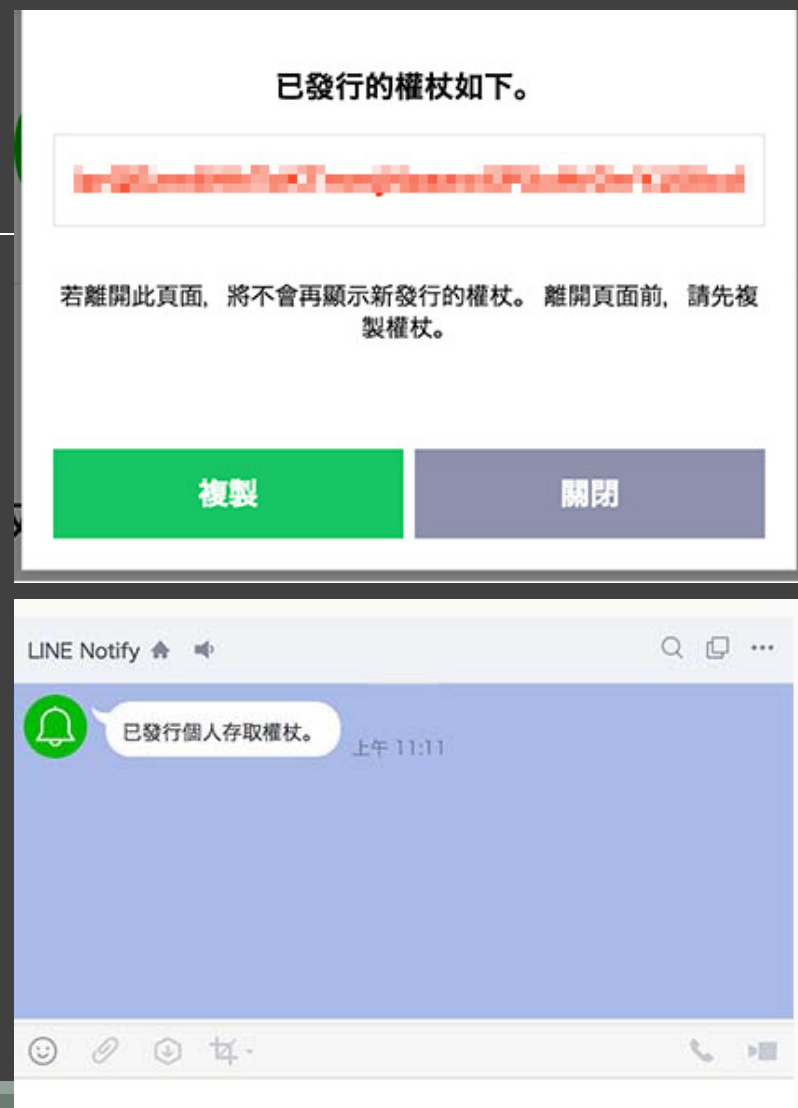 已發行的權杖如下。
若離開此頁面，將不會再顯示新發行的權杖。 離開頁面前，請先複
製權杖。
複製
關閉
LINE Notify
已發行個人存取權杖。
上午 11:11